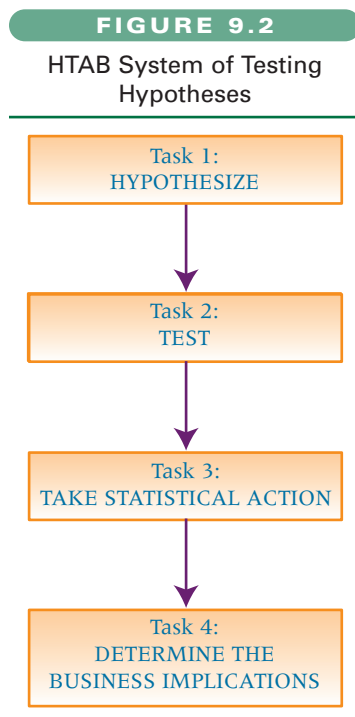 FIGURE 9.2
HTAB System of Testing
Hypotheses
Task 1:
HYPOTHESIZE
Task 2:
TEST
Task 3:
TAKE STATISTICAL ACTION
Task 4:
DETERMINE THE
BUSINESS IMPLICATIONS